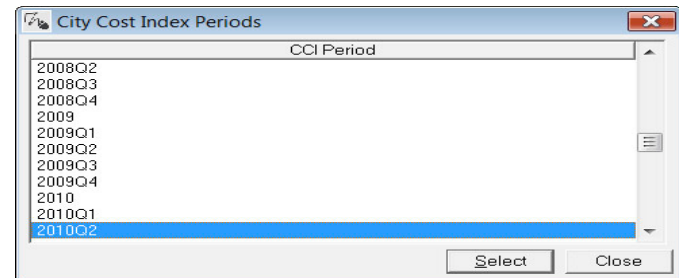 City Cost Index Periods
CCI Period
2008Q2
2008Q3
2008Q4
2009
2009Q1
2009Q2
2009Q3
2009Q4
2010
2010Q1
2010Q2
Select Close